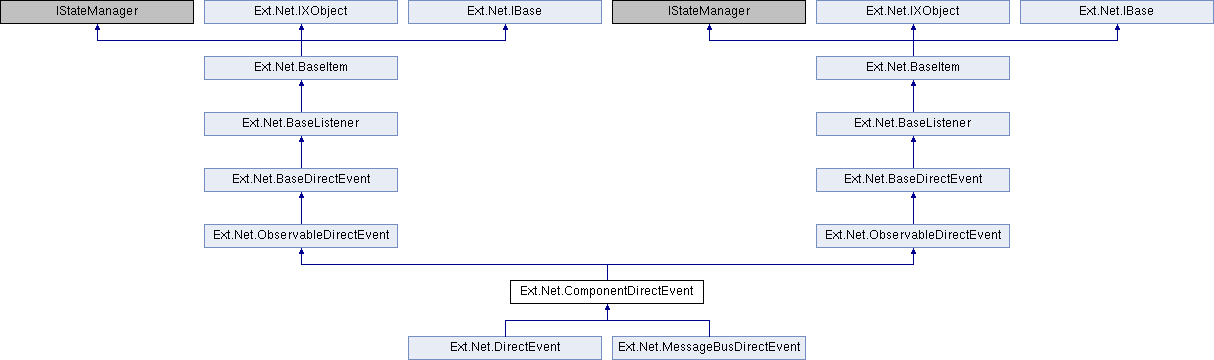 IStateManager
Ext.Net.IXObject
Ext.Net.IBase
IStateManager
Ext.Net.IXObject
Ext.Net.IBase
Ext.Net.BaseItem
Ext.Net.BaseItem
Ext.Net.BaseListener
Ext.Net.BaseListener
Ext.Net.BaseDirectEvent
Ext.Net.BaseDirectEvent
Ext.Net.ObservableDirectEvent
Ext.Net.ObservableDirectEvent
Ext.Net.ComponentDirectEvent
Ext.Net.DirectEvent
Ext.Net.MessageBusDirectEvent